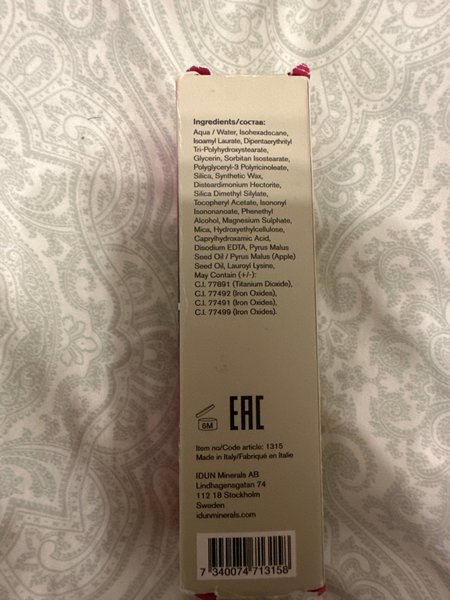 Ingredients/состав:
Aqua / Water, Isohexadecane,
Isoamyl Laurate, Dipentaerythrityl
Tri-Polyhydroxystearate,
Glycerin, Sorbitan Isostearate,
Polyglyceryl-3 Polyricinoleate,
Silica, Synthetic Wax,
Disteardimonium Hectorite,
Silica Dimethyl Silylate,
Tocopheryl Acetate, Isononyl
Isononanoate, Phenethyl
Alcohol, Magnesium Sulphate,
Mica, Hydroxyethylcellulose,
Caprylhydroxamic Acid,
Disodium EDTA, Pyrus Malus
Seed Oil / Pyrus Malus (Apple)
Seed Oil, Lauroyl Lysine,
May Contain (+/-):
C.I. 77891 (Titanium Dioxide),
C.I. 77492 (Iron Oxides),
C.I. 77491 (Iron Oxides),
C.I. 77499 (Iron Oxides).
6M EAC
Item no/Code article: 1315
Made in Italy/Fabriqué en Italie
IDUN Minerals AB
Lindhagensgatan 74
112 18 Stockholm
Sweden
idunminerals.com
7 340074 713158